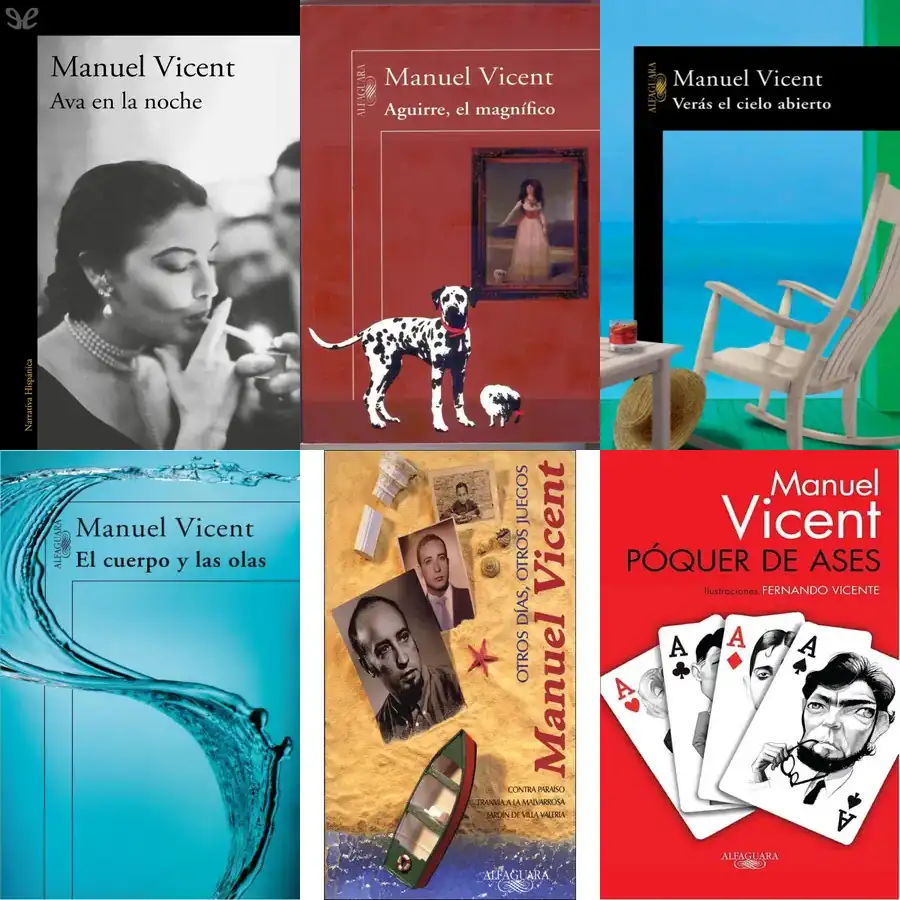 Manuel Vicent
Ava en la noche
Narrativa Hispánica
ALFAGUARA
Manuel Vicent
Aguirre, el magnífico
ALFAGUARA
Manuel Vicent
Verás el cielo abierto
ALFAGUARA
Manuel Vicent
El cuerpo y las olas
OTROS DÍAS, OTROS JUEGOS
Manuel Vicent
CONTRA PARAÍSO
TRANVÍA A LA MALVARROSA
JARDÍN DE VILLA VALERIA
ALFAGUARA
Manuel
Vicent
PÓQUER DE ASES
Ilustraciones FERNANDO VICENTE
A
A
A
A
A
ALFAGUARA